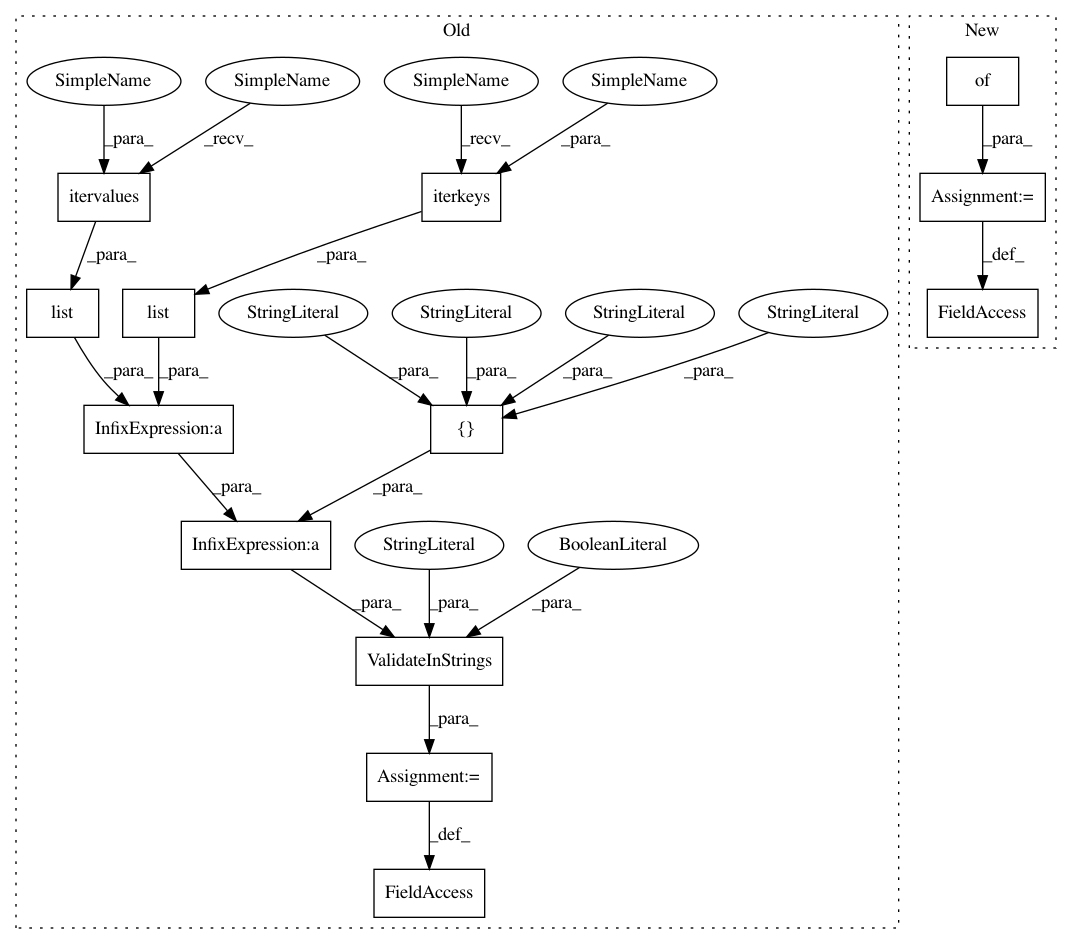 Old
New
SimpleName
SimpleName
SimpleName
SimpleName
of
_para_
_recv_
_recv_
_para_
_para_
itervalues
iterkeys
Assignment:=
_para_
_para_
_def_
list
list
StringLiteral
StringLiteral
StringLiteral
StringLiteral
FieldAccess
_para_
_para_
_para_
_para_
_para_
_para_
InfixExpression:a
{}
_para_
_para_
InfixExpression:a
StringLiteral
BooleanLiteral
_para_
_para_
_para_
ValidateInStrings
_para_
Assignment:=
_def_
FieldAccess